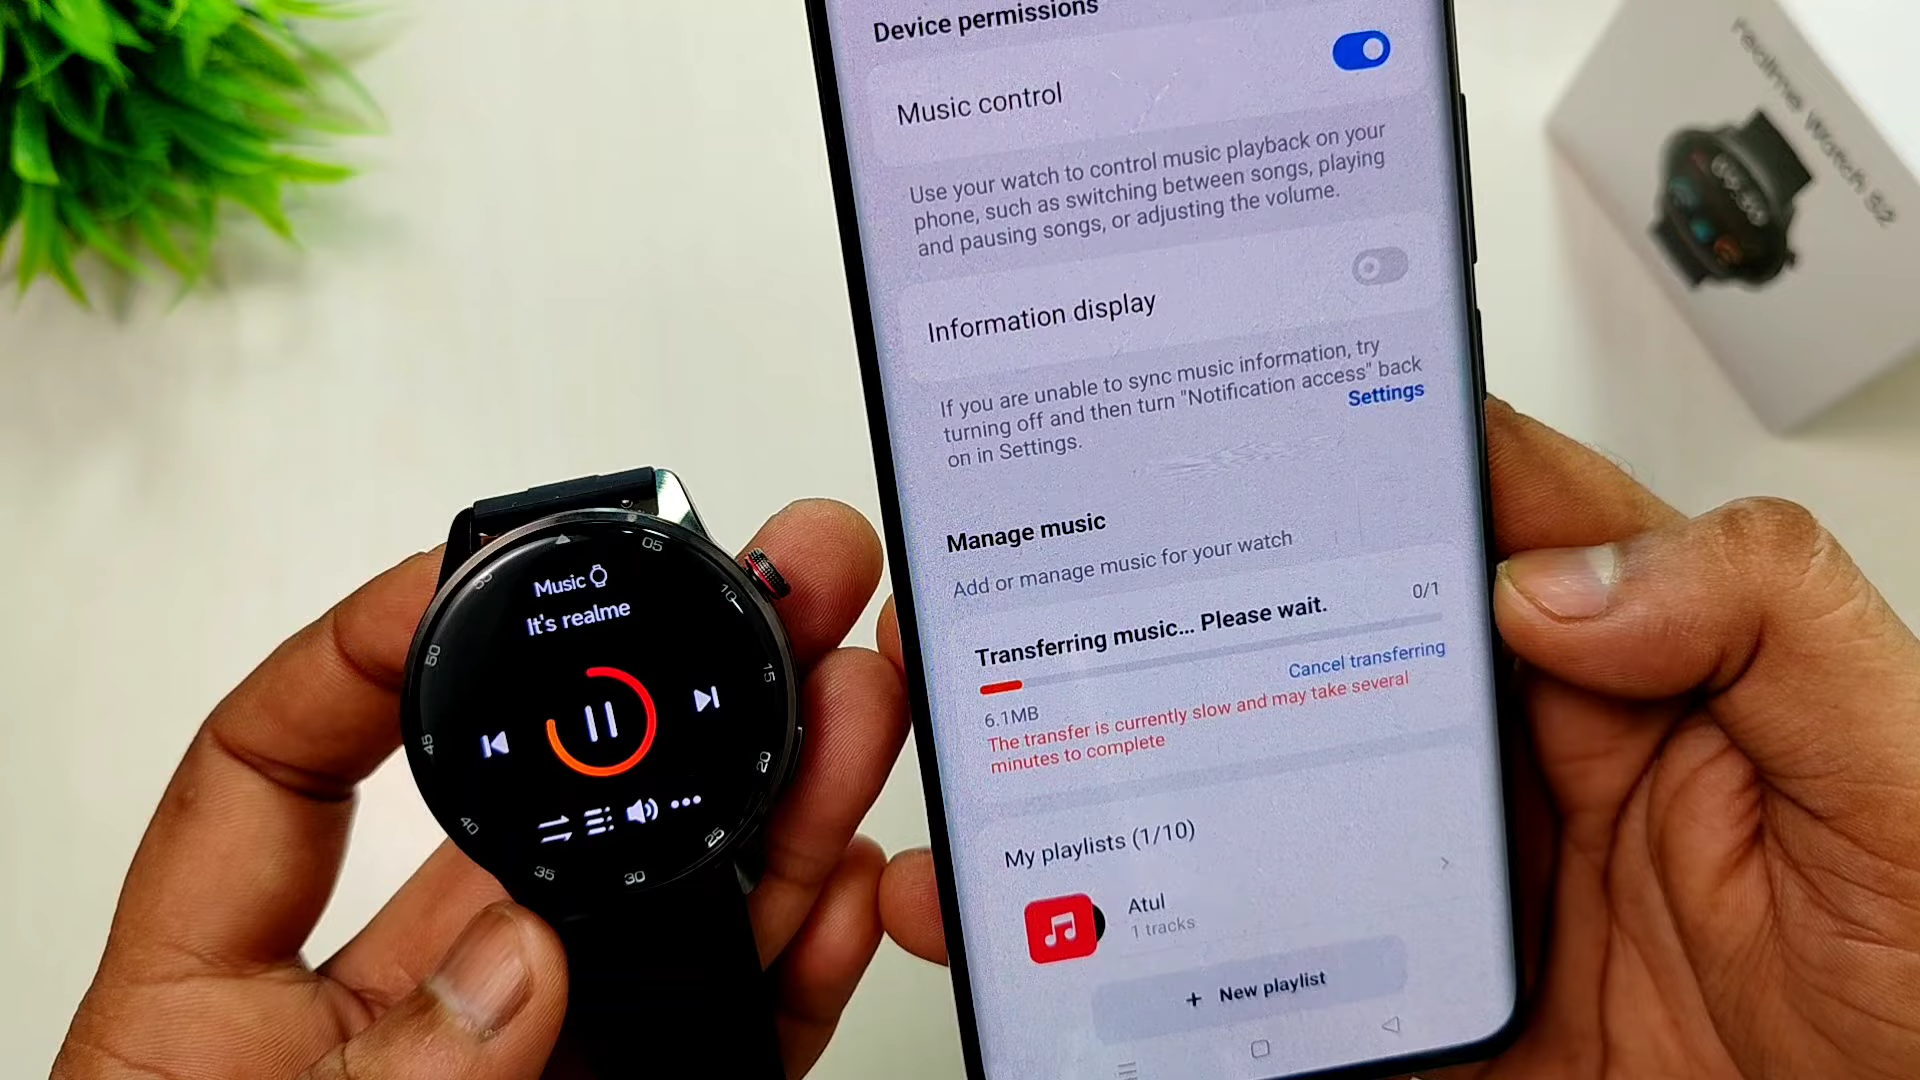 Device permissions
Music control
Use your watch to control music playback on your
phone, such as switching between songs, playing
and pausing songs, or adjusting the volume.
Information display
If you are unable to sync music information, try
turning off and then turn "Notification access" back
on in Settings.
Settings
Manage music
Add or manage music for your watch
Transferring music... Please wait.
0/1
Cancel transferring
6.1MB
The transfer is currently slow and may take several
minutes to complete
My playlists (1/10)
Atul
1 tracks
+ New playlist
Music
It's realme
05
10
15
20
25
30
35
40
45
50
55
realme Watch S2
09:35